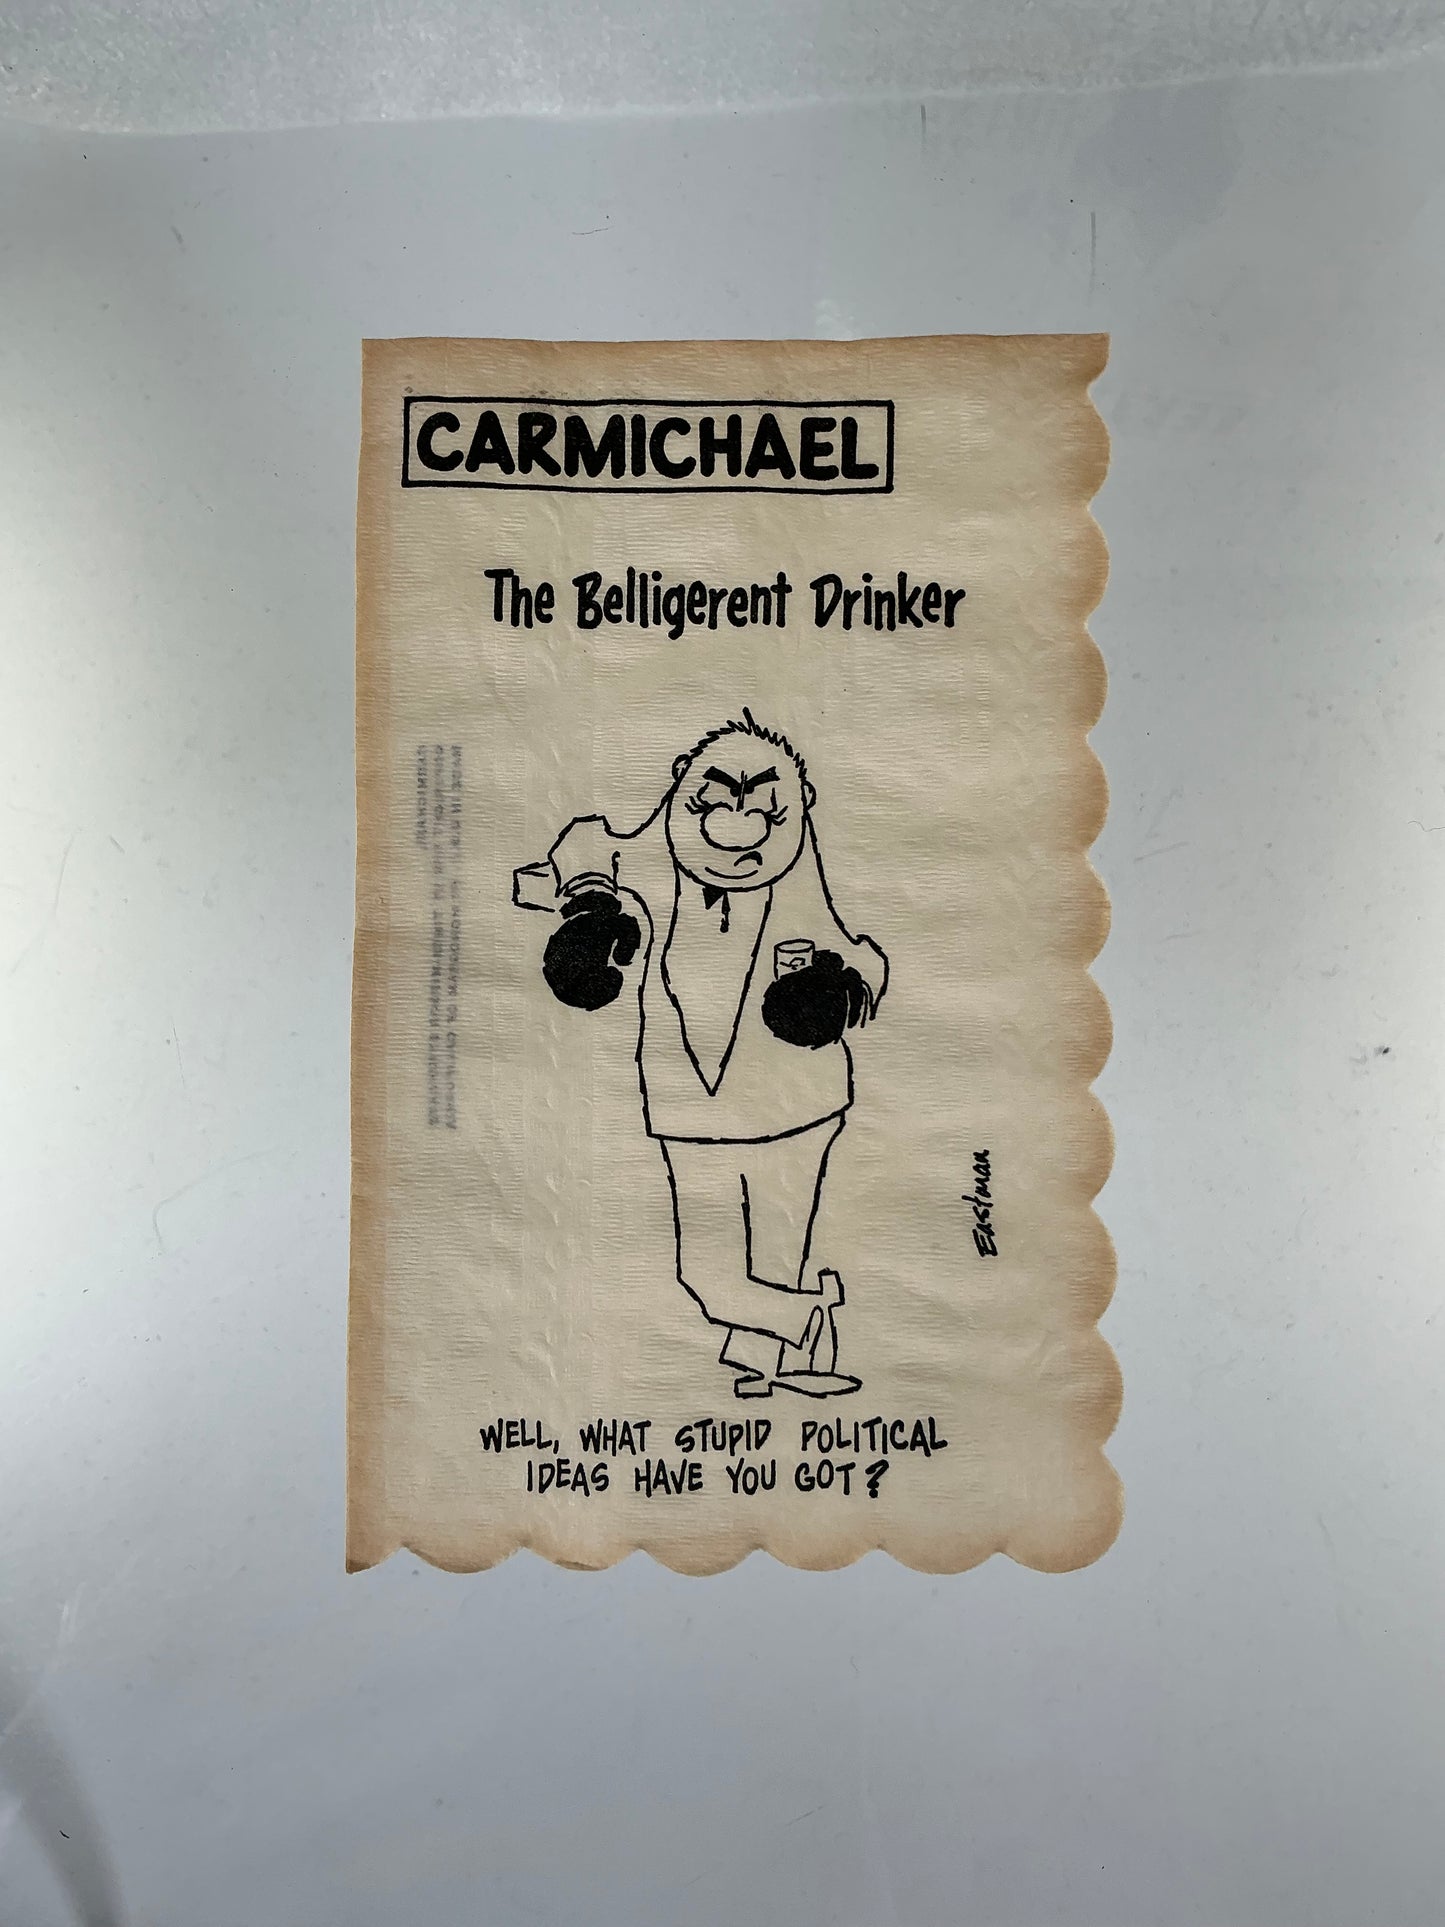 CARMICHAEL
The Belligerent Drinker
Eastman
WELL, WHAT STUPID POLITICAL
IDEAS HAVE YOU GOT?